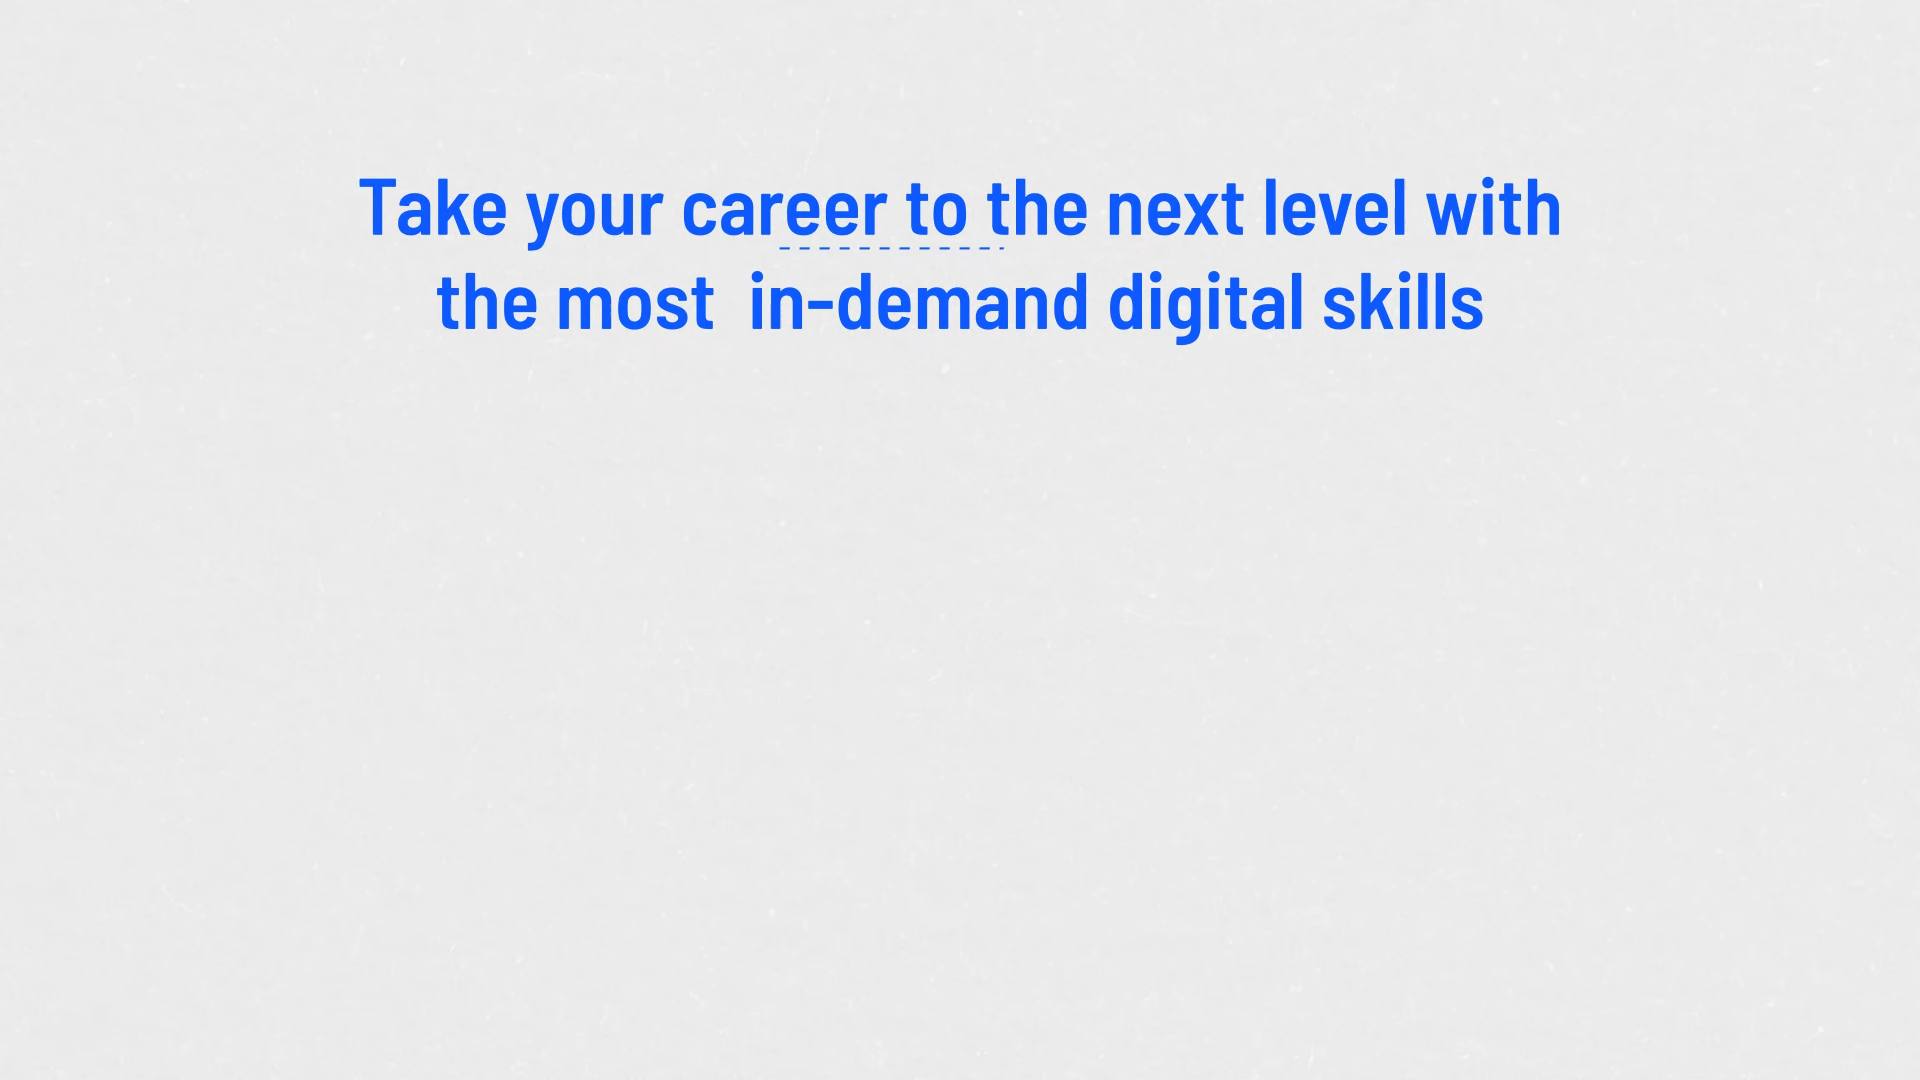 Take your career to the next level with
the most  in-demand digital skills